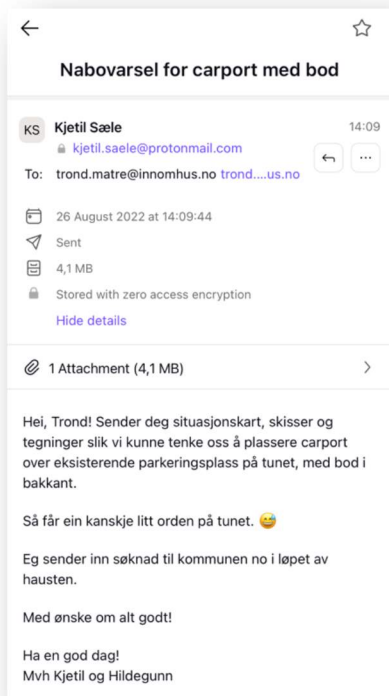 Nabovarsel for carport med bod
KS
Kjetil Sæle
14:09
kjetil.saele@protonmail.com
To: trond.matre@innomhus.no trond....us.no
26 August 2022 at 14:09:44
Sent
4,1 MB
Stored with zero access encryption
Hide details
1 Attachment (4,1 MB)
Hei, Trond! Sender deg situasjonskart, skisser og
tegninger slik vi kunne tenke oss å plassere carport
over eksisterende parkeringsplass på tunet, med bod i
bakkant.
Så får ein kanskje litt orden på tunet. 😅
Eg sender inn søknad til kommunen no i løpet av
hausten.
Med ønske om alt godt!
Ha en god dag!
Mvh Kjetil og Hildegunn